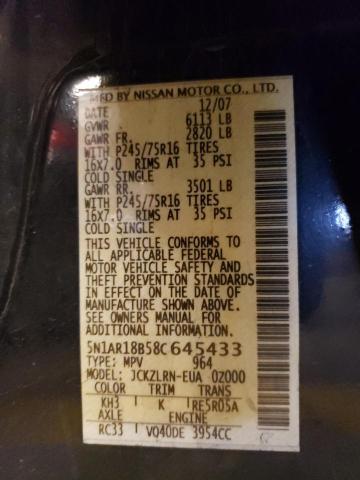 MFD BY NISSAN MOTOR CO., LTD.
DATE 12/07
GVWR 6113 LB
GAWR FR. 2820 LB
WITH P245/75R16 TIRES
16x7.0 RIMS AT 35 PSI
COLD SINGLE
GAWR RR. 3501 LB
WITH P245/75R16 TIRES
16x7.0 RIMS AT 35 PSI
COLD SINGLE
THIS VEHICLE CONFORMS TO
ALL APPLICABLE FEDERAL
MOTOR VEHICLE SAFETY AND
THEFT PREVENTION STANDARDS
IN EFFECT ON THE DATE OF
MANUFACTURE SHOWN ABOVE.
SEE OWNERS MANUAL FOR
ADDITIONAL INFORMATION.
5N1AR18B58C645433
TYPE: MPV 964
MODEL: JCKZLRN-EUA 0Z000
COLOR TRIM TRANS
KH3 K RE5R05A
AXLE ENGINE
RC33 VQ40DE 3954CC